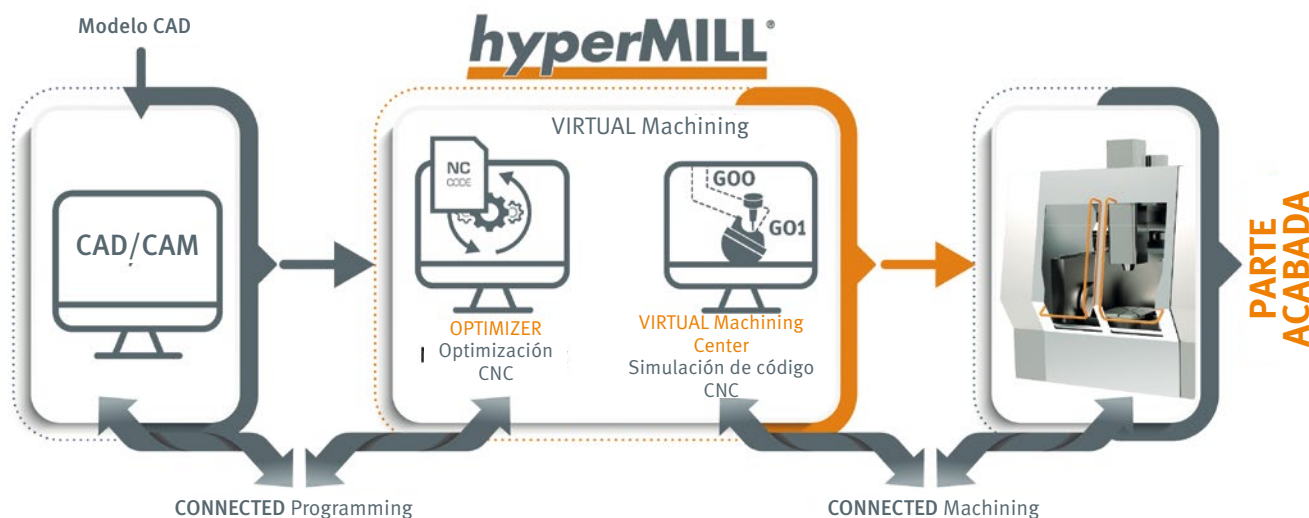 Modelo CAD
hyperMILL®
CAD/CAM
VIRTUAL Machining
NC
CODE
G00
G01
OPTIMIZER
Optimización
CNC
VIRTUAL Machining
Center
Simulación de código
CNC
PARTE
ACABADA
CONNECTED Programming
CONNECTED Machining